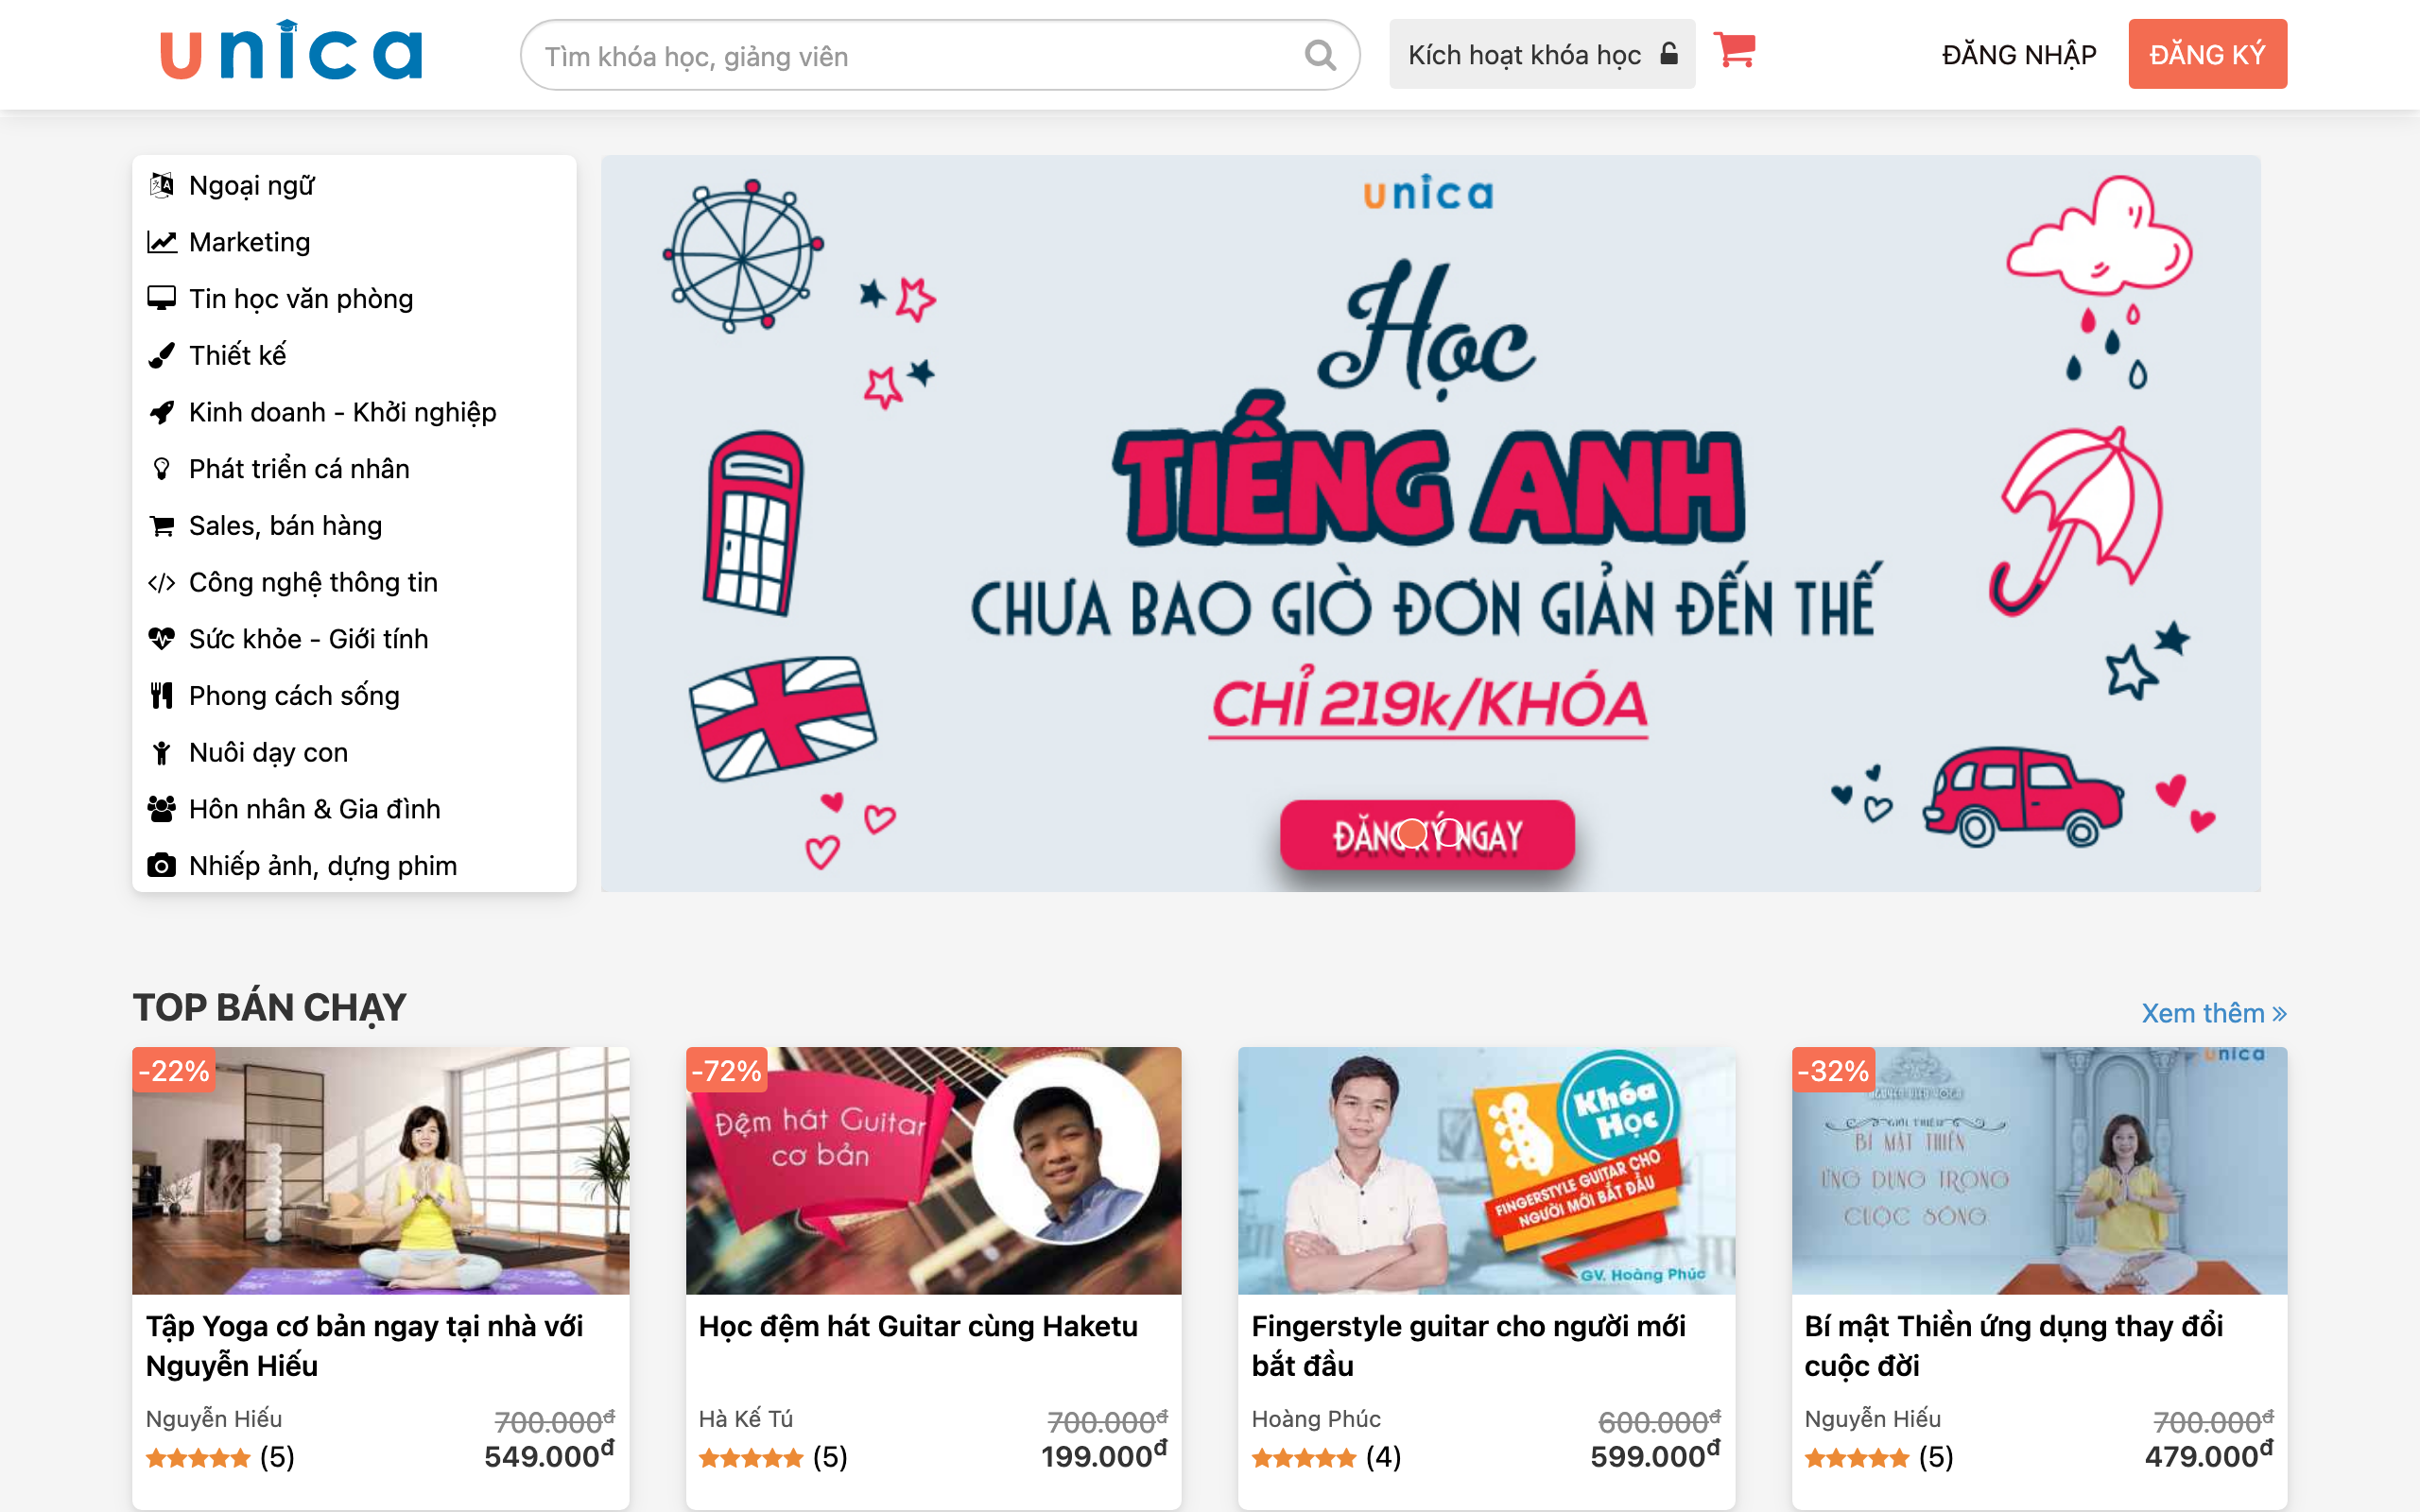 unica
Tìm khóa học, giảng viên
Kích hoạt khóa học
ĐĂNG NHẬP
ĐĂNG KÝ
Ngoại ngữ
Marketing
Tin học văn phòng
Thiết kế
Kinh doanh - Khởi nghiệp
Phát triển cá nhân
Sales, bán hàng
Công nghệ thông tin
Sức khỏe - Giới tính
Phong cách sống
Nuôi dạy con
Hôn nhân & Gia đình
Nhiếp ảnh, dựng phim
unica
Học
TIẾNG ANH
CHƯA BAO GIỜ ĐƠN GIẢN ĐẾN THẾ
CHỈ 219k/KHÓA
ĐĂNG KÝ NGAY
TOP BÁN CHẠY
Xem thêm »
-22%
Tập Yoga cơ bản ngay tại nhà với
Nguyễn Hiếu
Nguyễn Hiếu
700.000đ
(5)
549.000đ
-72%
Đệm hát Guitar
cơ bản
Học đệm hát Guitar cùng Haketu
Hà Kế Tú
700.000đ
(5)
199.000đ
Khóa
Học
FINGERSTYLE GUITAR CHO
NGƯỜI MỚI BẮT ĐẦU
GV. Hoàng Phúc
Fingerstyle guitar cho người mới
bắt đầu
Hoàng Phúc
600.000đ
(4)
599.000đ
-32%
unica
GIỚI THIỆU
BÍ MẬT THIỀN
ỨNG DỤNG TRONG
CUỘC SỐNG
Bí mật Thiền ứng dụng thay đổi
cuộc đời
Nguyễn Hiếu
700.000đ
(5)
479.000đ